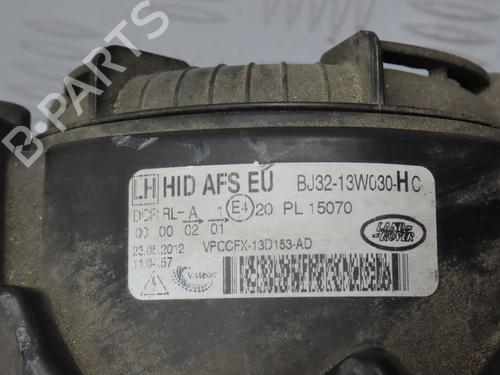 B-PARTS
LH HID AFS EU BJ32-13W030-HC
DCR RL-A 1 E4 20 PL 15070
00 00 02 01
23.05.2012 VPCCFX-13D153-AD
11:04:57 Visteon
LAND ROVER